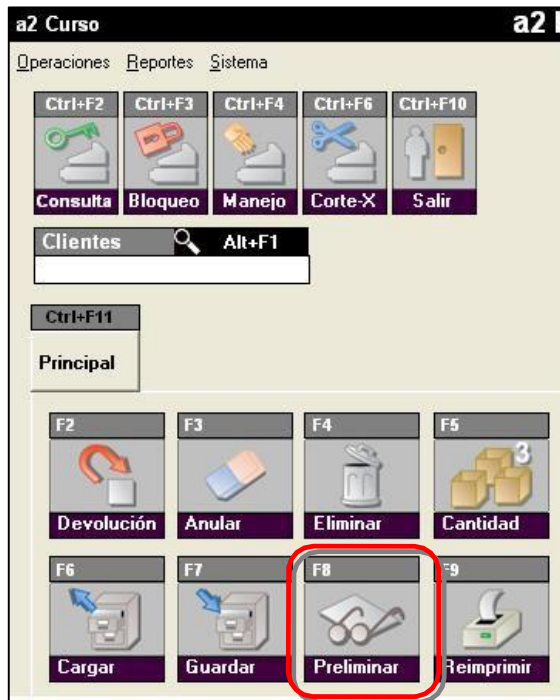 a2 Curso a2
Operaciones Reportes Sistema
Ctrl+F2 Ctrl+F3 Ctrl+F4 Ctrl+F6 Ctrl+F10
Consulta Bloqueo Manejo Corte-X Salir
Clientes Alt+F1
Ctrl+F11
Principal
F2 F3 F4 F5
3
Devolución Anular Eliminar Cantidad
F6 F7 F8 F9
Cargar Guardar Preliminar Reimprimir